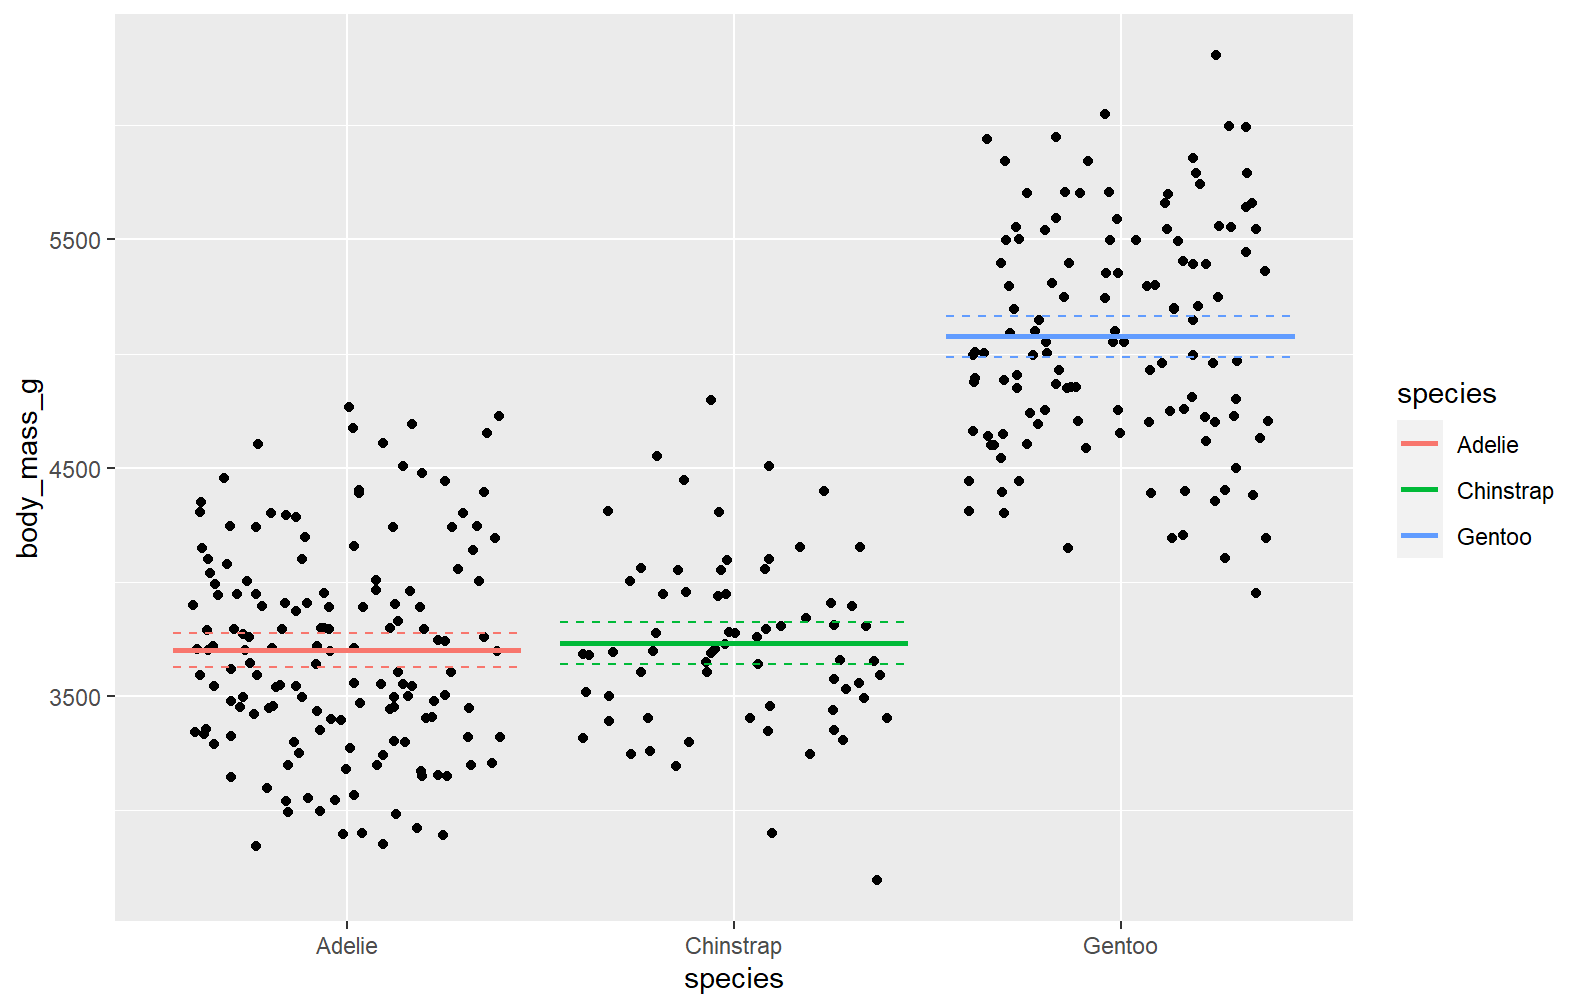 body_mass_g
5500
4500
3500
Adelie
Chinstrap
Gentoo
species
species
Adelie
Chinstrap
Gentoo